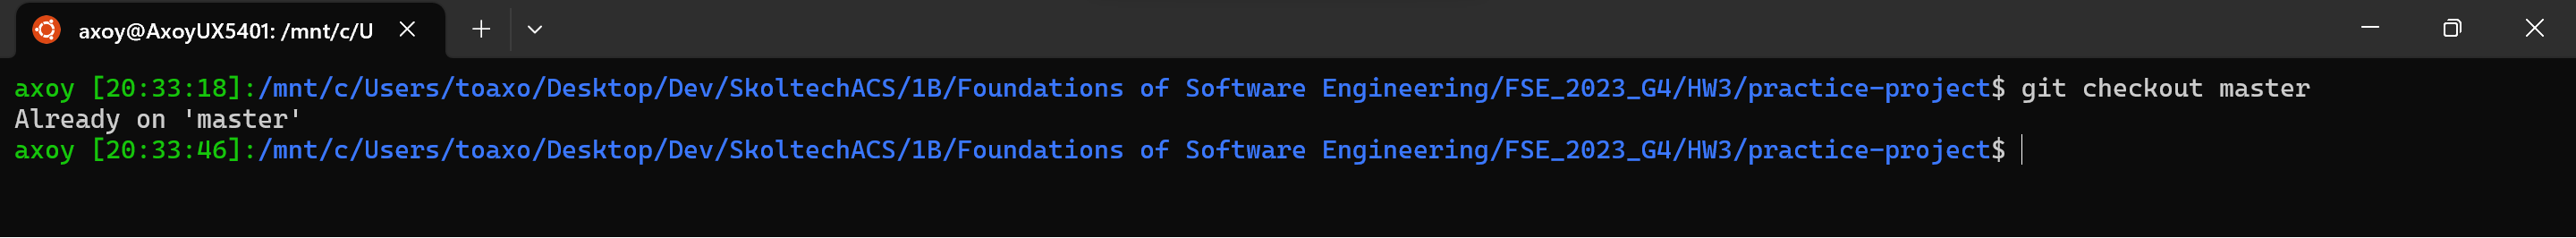 axoy@AxoyUX5401: /mnt/c/U
axoy [20:33:18]:/mnt/c/Users/toaxo/Desktop/Dev/SkoltechACS/1B/Foundations of Software Engineering/FSE_2023_G4/HW3/practice-project$ git checkout master
Already on 'master'
axoy [20:33:46]:/mnt/c/Users/toaxo/Desktop/Dev/SkoltechACS/1B/Foundations of Software Engineering/FSE_2023_G4/HW3/practice-project$